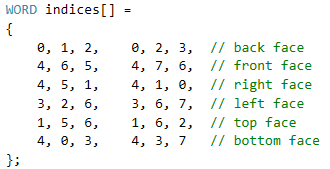 WORD indices[] =
{
    0, 1, 2,    0, 2, 3,  // back face
    4, 6, 5,    4, 7, 6,  // front face
    4, 5, 1,    4, 1, 0,  // right face
    3, 2, 6,    3, 6, 7,  // left face
    1, 5, 6,    1, 6, 2,  // top face
    4, 0, 3,    4, 3, 7   // bottom face
};